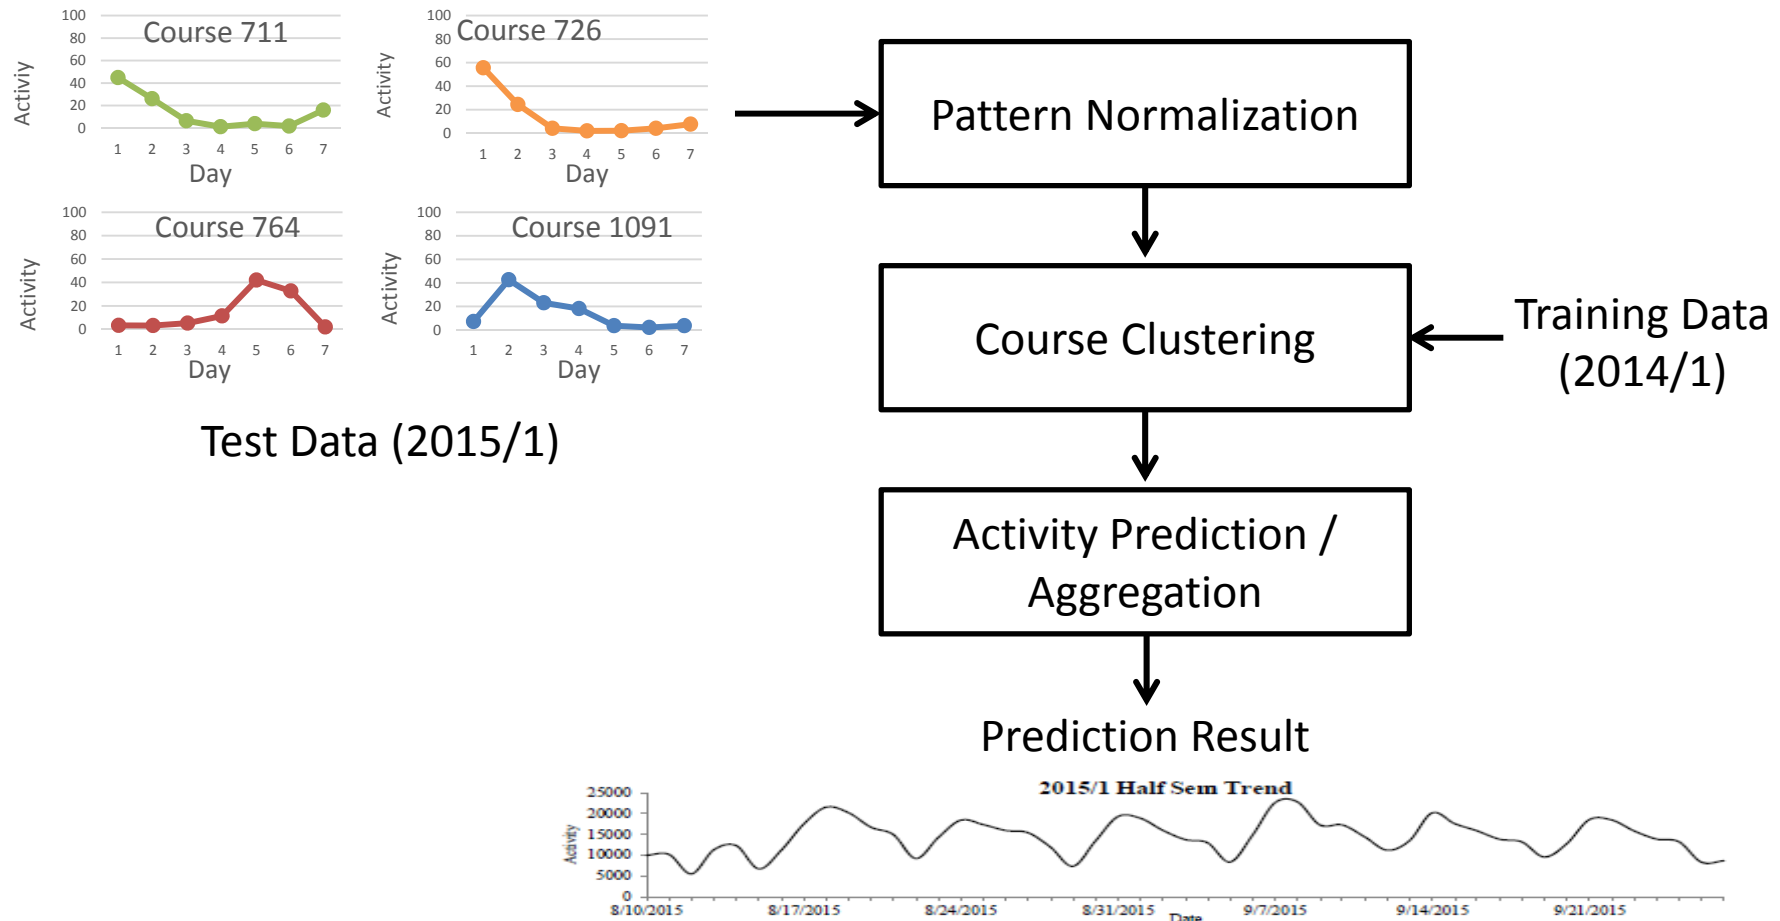 Course 711
100
80
60
40
20
0
Activiy
1 2 3 4 5 6 7
Day
Course 726
100
80
60
40
20
0
Activity
1 2 3 4 5 6 7
Day
Course 764
100
80
60
40
20
0
Activity
1 2 3 4 5 6 7
Day
Course 1091
100
80
60
40
20
0
Activity
1 2 3 4 5 6 7
Day
Test Data (2015/1)
Pattern Normalization
Course Clustering
Training Data
(2014/1)
Activity Prediction /
Aggregation
Prediction Result
2015/1 Half Sem Trend
25000
20000
15000
10000
5000
0
Activity
8/10/2015 8/17/2015 8/24/2015 8/31/2015 9/7/2015 9/14/2015 9/21/2015
Date